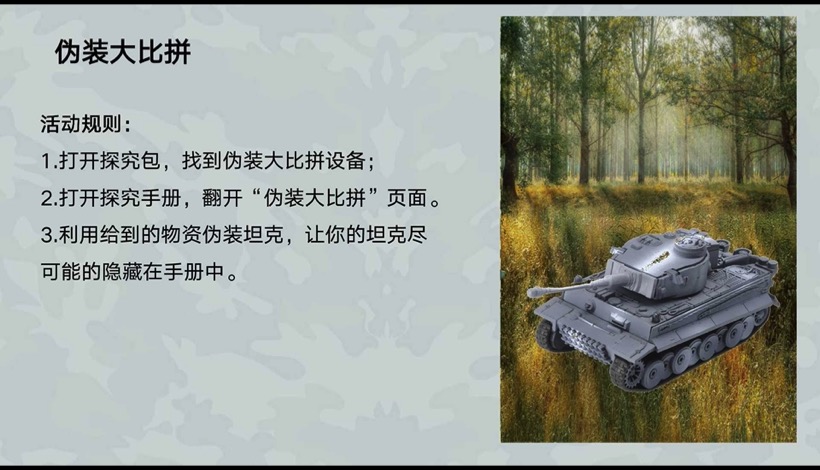 伪装大比拼
活动规则：
1.打开探究包，找到伪装大比拼设备；
2.打开探究手册，翻开“伪装大比拼”页面。
3.利用给到的物资伪装坦克，让你的坦克尽
可能的隐藏在手册中。